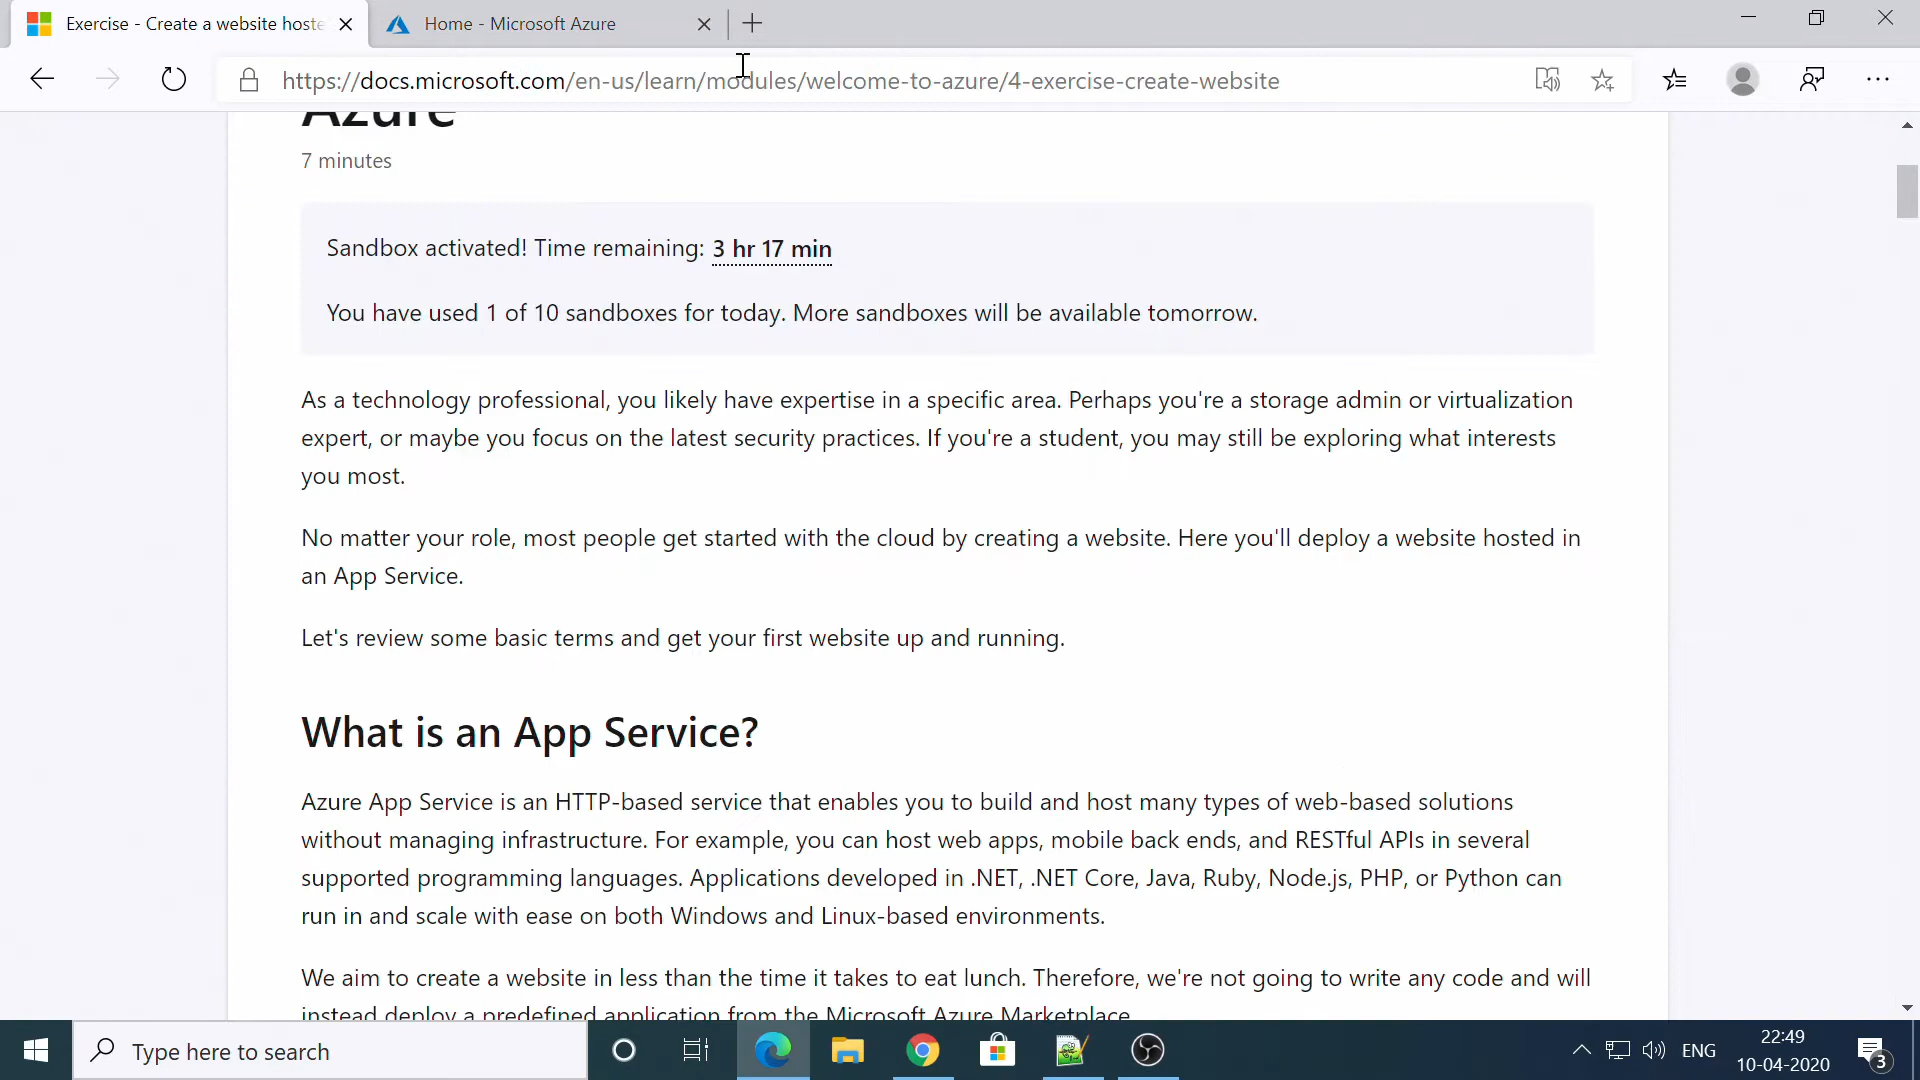 Exercise - Create a website hoste
Home - Microsoft Azure
https://docs.microsoft.com/en-us/learn/modules/welcome-to-azure/4-exercise-create-website
Azure
7 minutes
Sandbox activated! Time remaining: 3 hr 17 min
You have used 1 of 10 sandboxes for today. More sandboxes will be available tomorrow.
As a technology professional, you likely have expertise in a specific area. Perhaps you're a storage admin or virtualization
expert, or maybe you focus on the latest security practices. If you're a student, you may still be exploring what interests
you most.
No matter your role, most people get started with the cloud by creating a website. Here you'll deploy a website hosted in
an App Service.
Let's review some basic terms and get your first website up and running.
What is an App Service?
Azure App Service is an HTTP-based service that enables you to build and host many types of web-based solutions
without managing infrastructure. For example, you can host web apps, mobile back ends, and RESTful APIs in several
supported programming languages. Applications developed in .NET, .NET Core, Java, Ruby, Node.js, PHP, or Python can
run in and scale with ease on both Windows and Linux-based environments.
We aim to create a website in less than the time it takes to eat lunch. Therefore, we're not going to write any code and will
instead deploy a predefined application from the Microsoft Azure Marketplace.
Type here to search
ENG
22:49
10-04-2020
3